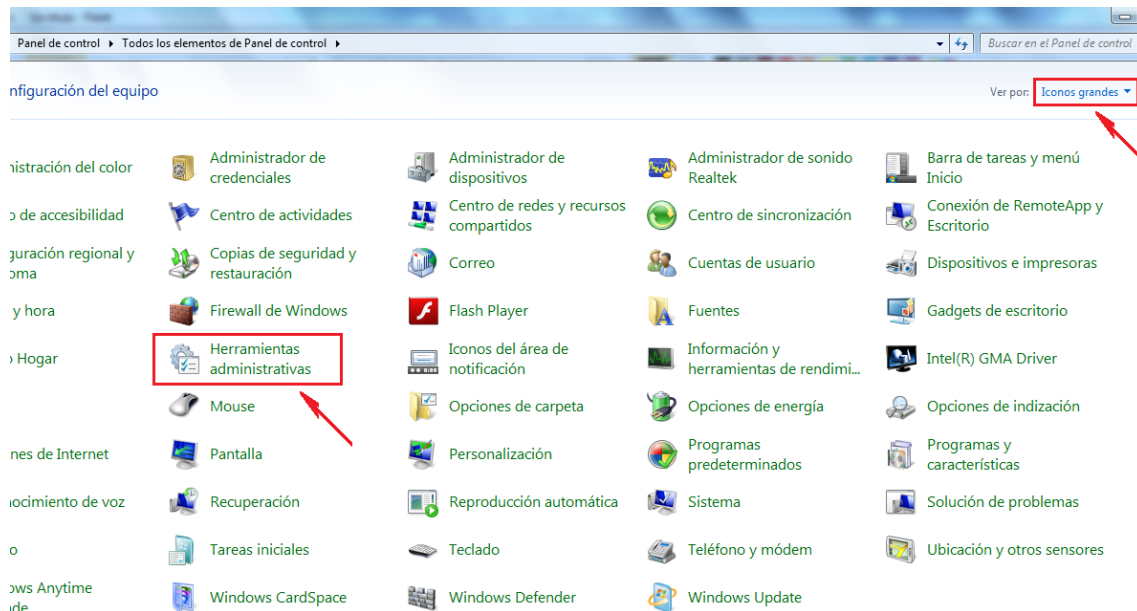 Panel de control ▸ Todos los elementos de Panel de control ▸
Buscar en el Panel de control
nfiguración del equipo
Ver por: Iconos grandes
nistración del color
Administrador de
credenciales
Administrador de
dispositivos
Administrador de sonido
Realtek
Barra de tareas y menú
Inicio
o de accesibilidad
Centro de actividades
Centro de redes y recursos
compartidos
Centro de sincronización
Conexión de RemoteApp y
Escritorio
guración regional y
oma
Copias de seguridad y
restauración
Correo
Cuentas de usuario
Dispositivos e impresoras
y hora
Firewall de Windows
Flash Player
Fuentes
Gadgets de escritorio
o Hogar
Herramientas
administrativas
Iconos del área de
notificación
Información y
herramientas de rendimi...
Intel(R) GMA Driver
Mouse
Opciones de carpeta
Opciones de energía
Opciones de indización
nes de Internet
Pantalla
Personalización
Programas
predeterminados
Programas y
características
nocimiento de voz
Recuperación
Reproducción automática
Sistema
Solución de problemas
o
Tareas iniciales
Teclado
Teléfono y módem
Ubicación y otros sensores
ows Anytime
ade
Windows CardSpace
Windows Defender
Windows Update